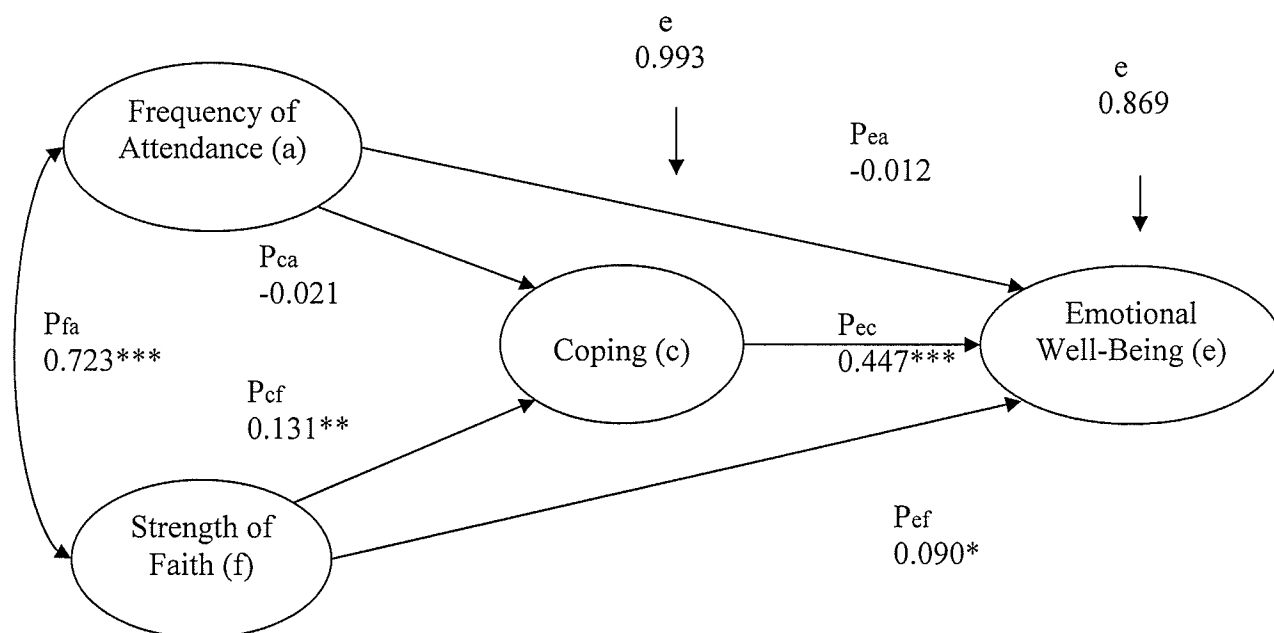 e
0.993
e
0.869
Frequency of
Attendance (a)
Pea
-0.012
Pca
-0.021
Pfa
0.723***
Coping (c)
Pec
0.447***
Emotional
Well-Being (e)
Pcf
0.131**
Strength of
Faith (f)
Pef
0.090*